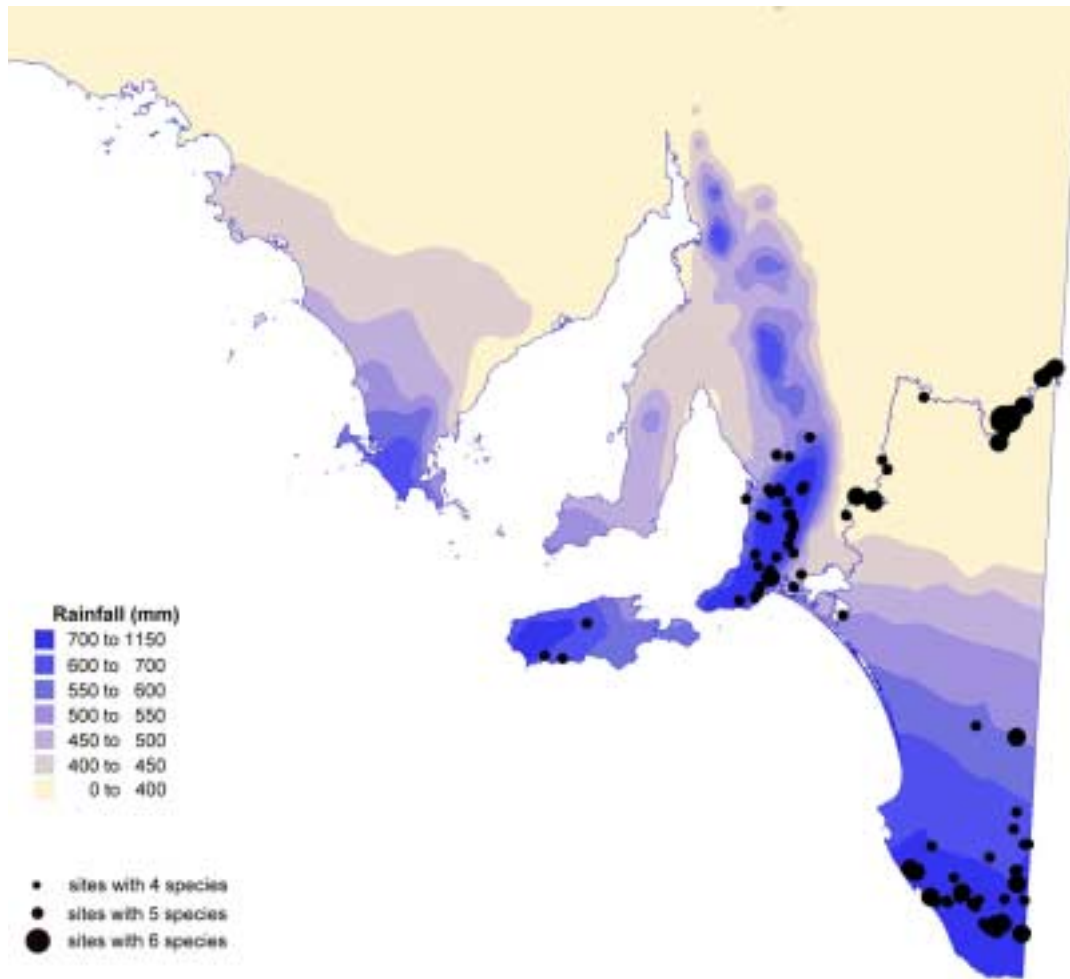 Rainfall (mm)
700 to 1150
600 to 700
550 to 600
500 to 550
450 to 500
400 to 450
0 to 400
sites with 4 species
sites with 5 species
sites with 6 species